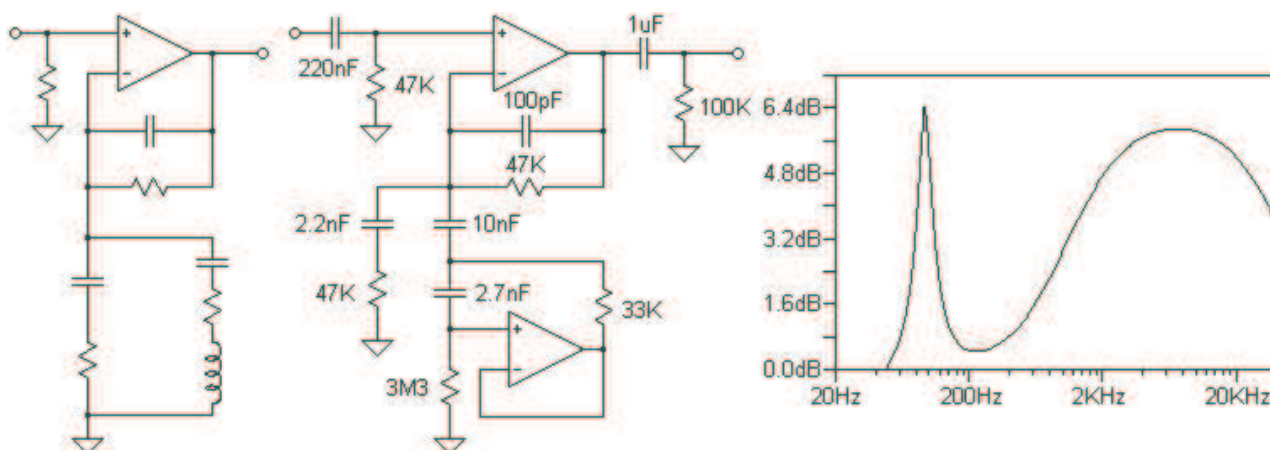 +
−
220nF
47K
+
−
100pF
47K
1uF
100K
2.2nF
47K
10nF
2.7nF
33K
3M3
+
−
6.4dB
4.8dB
3.2dB
1.6dB
0.0dB
20Hz
200Hz
2KHz
20KHz